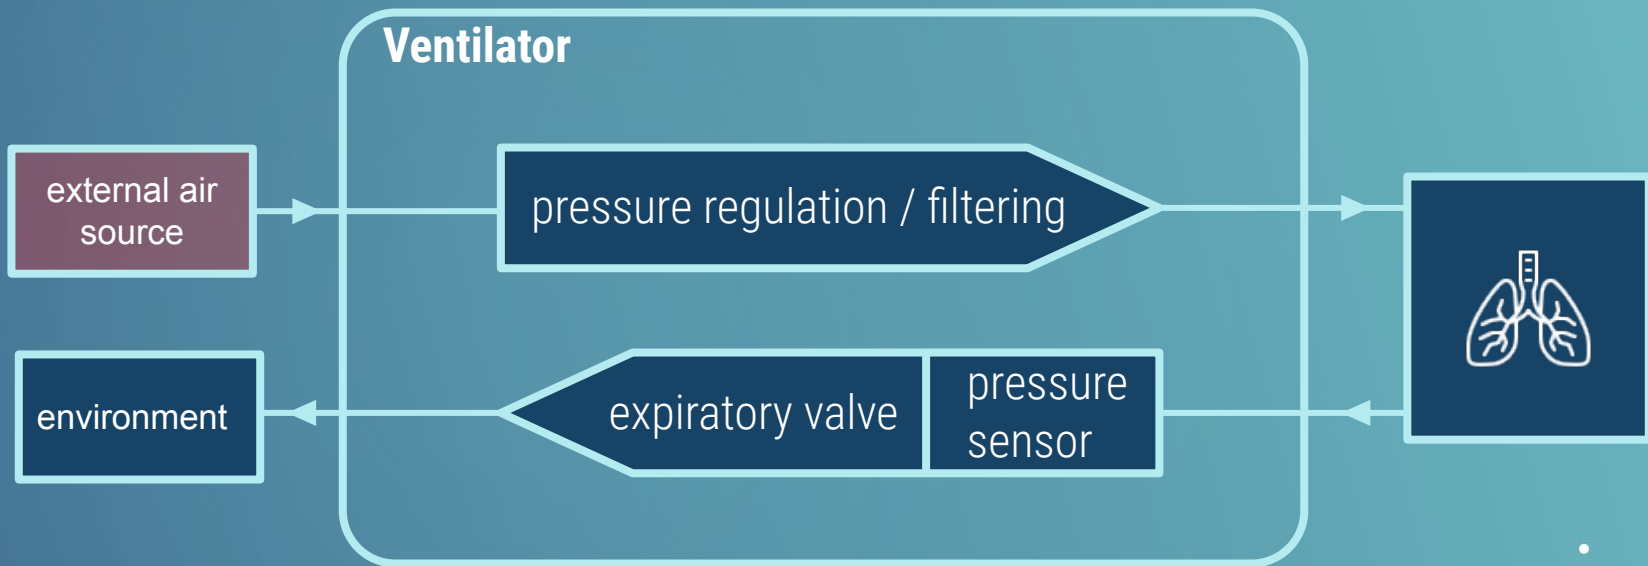 Ventilator
external air
source
pressure regulation / filtering
environment
expiratory valve
pressure
sensor